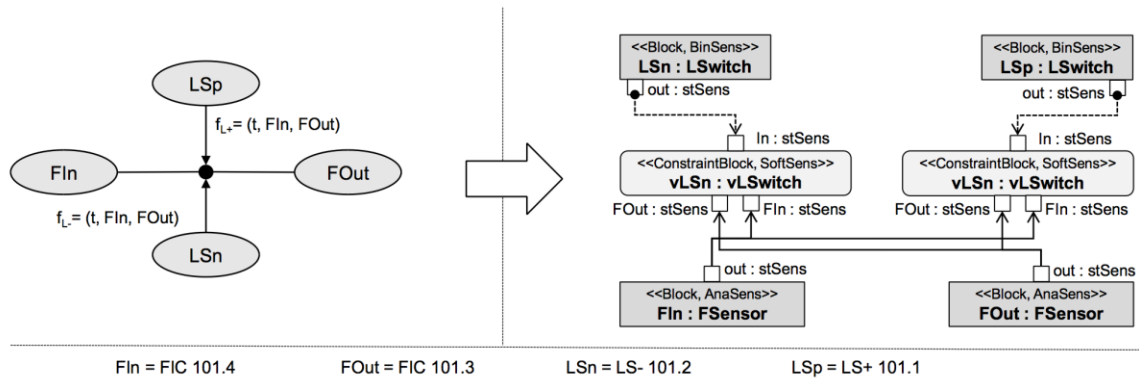 LSp
f L+= (t, FIn, FOut)
FIn
FOut
f L-= (t, FIn, FOut)
LSn
<<Block, BinSens>>
LSn : LSwitch
out : stSens
<<Block, BinSens>>
LSp : LSwitch
out : stSens
In : stSens
<<ConstraintBlock, SoftSens>>
vLSn : vLSwitch
FOut : stSens
FIn : stSens
In : stSens
<<ConstraintBlock, SoftSens>>
vLSn : vLSwitch
FOut : stSens
FIn : stSens
out : stSens
<<Block, AnaSens>>
FIn : FSensor
out : stSens
<<Block, AnaSens>>
FOut : FSensor
FIn = FIC 101.4 FOut = FIC 101.3 LSn = LS- 101.2 LSp = LS+ 101.1